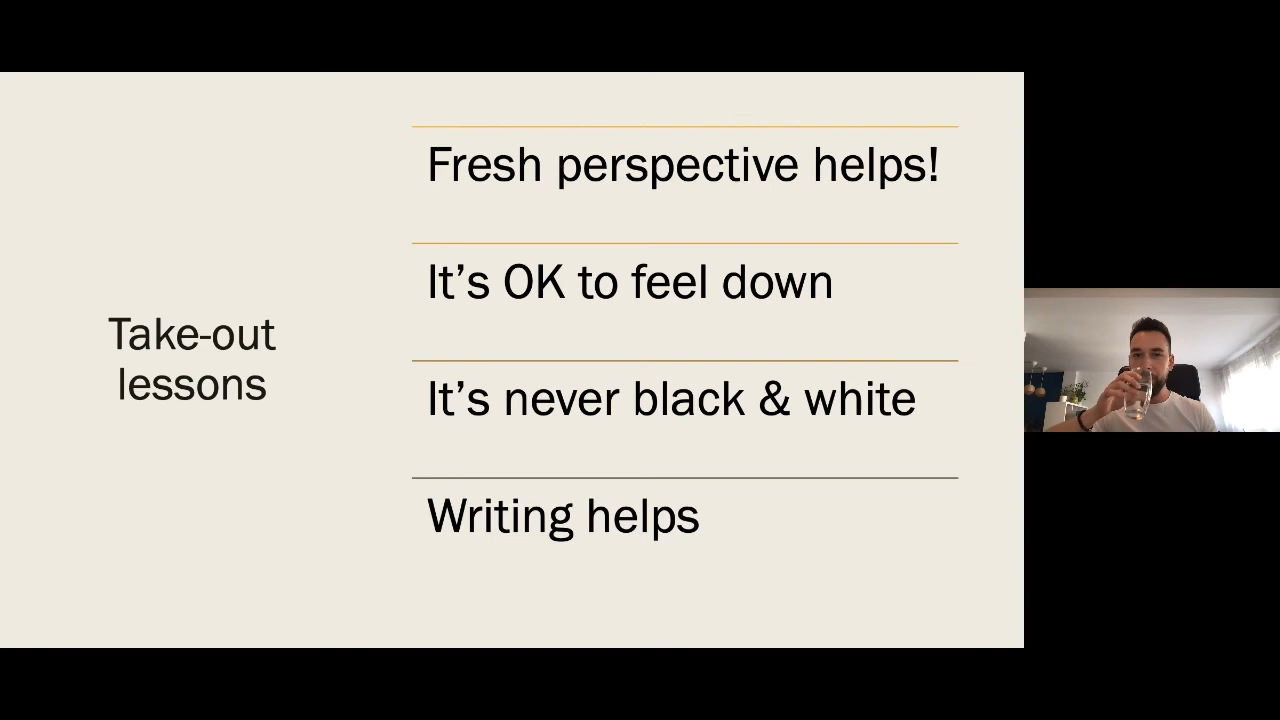 Take-out
lessons
Fresh perspective helps!
It’s OK to feel down
It’s never black & white
Writing helps